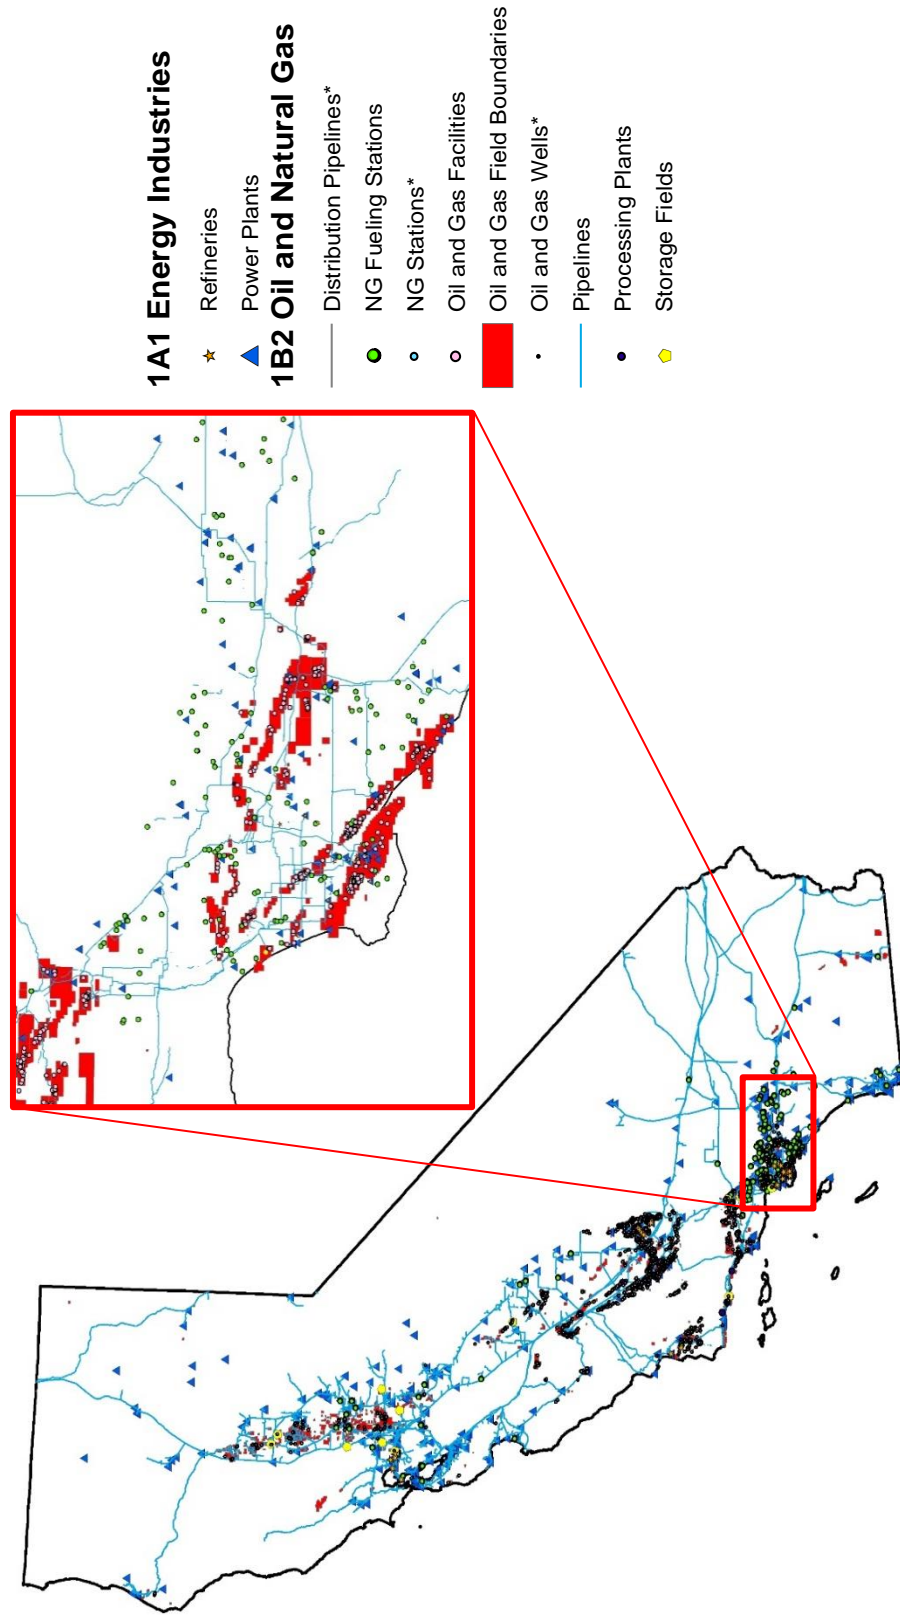 1A1 Energy Industries
Refineries
Power Plants
1B2 Oil and Natural Gas
Distribution Pipelines*
NG Fueling Stations
NG Stations*
Oil and Gas Facilities
Oil and Gas Field Boundaries
Oil and Gas Wells*
Pipelines
Processing Plants
Storage Fields